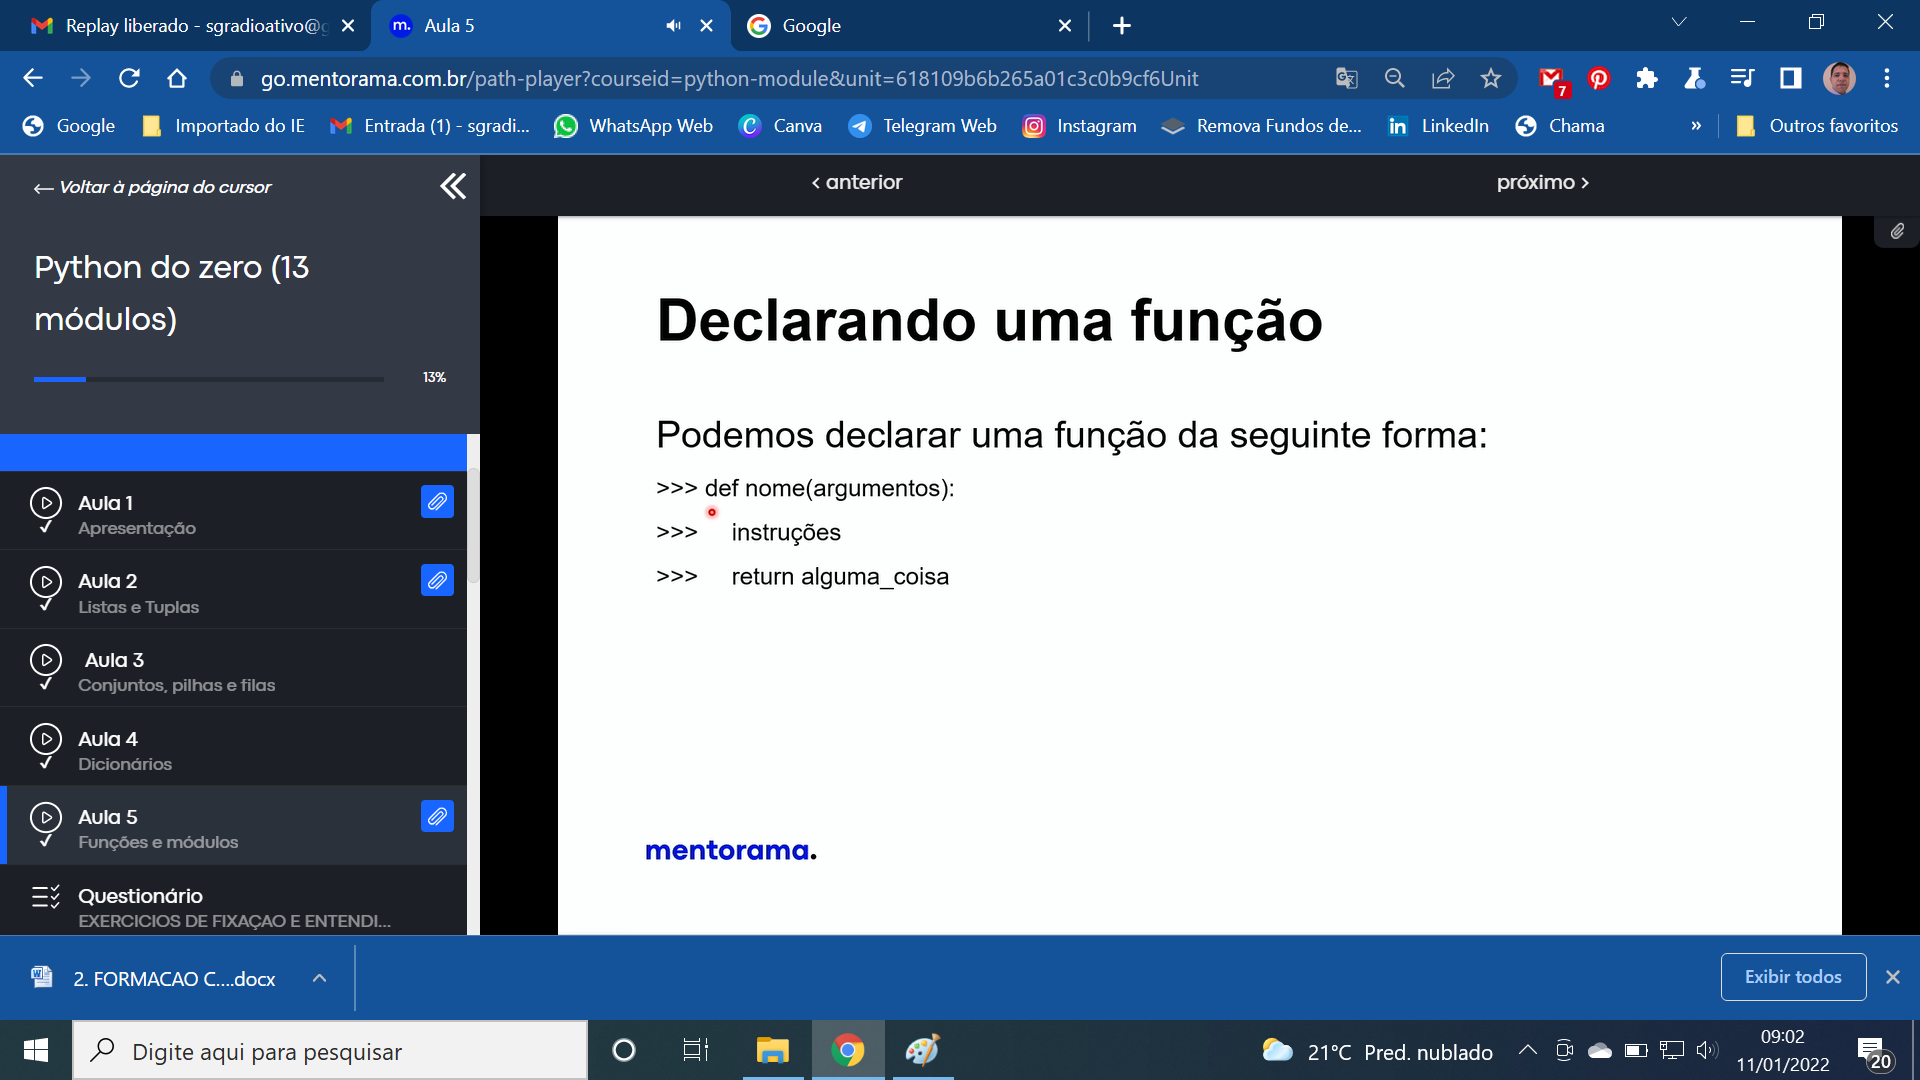 Replay liberado - sgradioativo@g
Aula 5
Google
go.mentorama.com.br/path-player?courseid=python-module&unit=618109b6b265a01c3c0b9cf6Unit
7
Google
Importado do IE
Entrada (1) - sgradi...
WhatsApp Web
Canva
Telegram Web
Instagram
Remova Fundos de...
LinkedIn
Chama
»
Outros favoritos
← Voltar à página do cursor
‹ anterior
próximo ›
Python do zero (13
módulos)
13%
Aula 1
Apresentação
Aula 2
Listas e Tuplas
Aula 3
Conjuntos, pilhas e filas
Aula 4
Dicionários
Aula 5
Funções e módulos
Questionário
EXERCICIOS DE FIXAÇAO E ENTENDI...
Declarando uma função
Podemos declarar uma função da seguinte forma:
>>> def nome(argumentos):
>>> instruções
>>> return alguma_coisa
mentorama.
2. FORMACAO C....docx
Exibir todos
Digite aqui para pesquisar
21°C Pred. nublado
09:02
11/01/2022
20